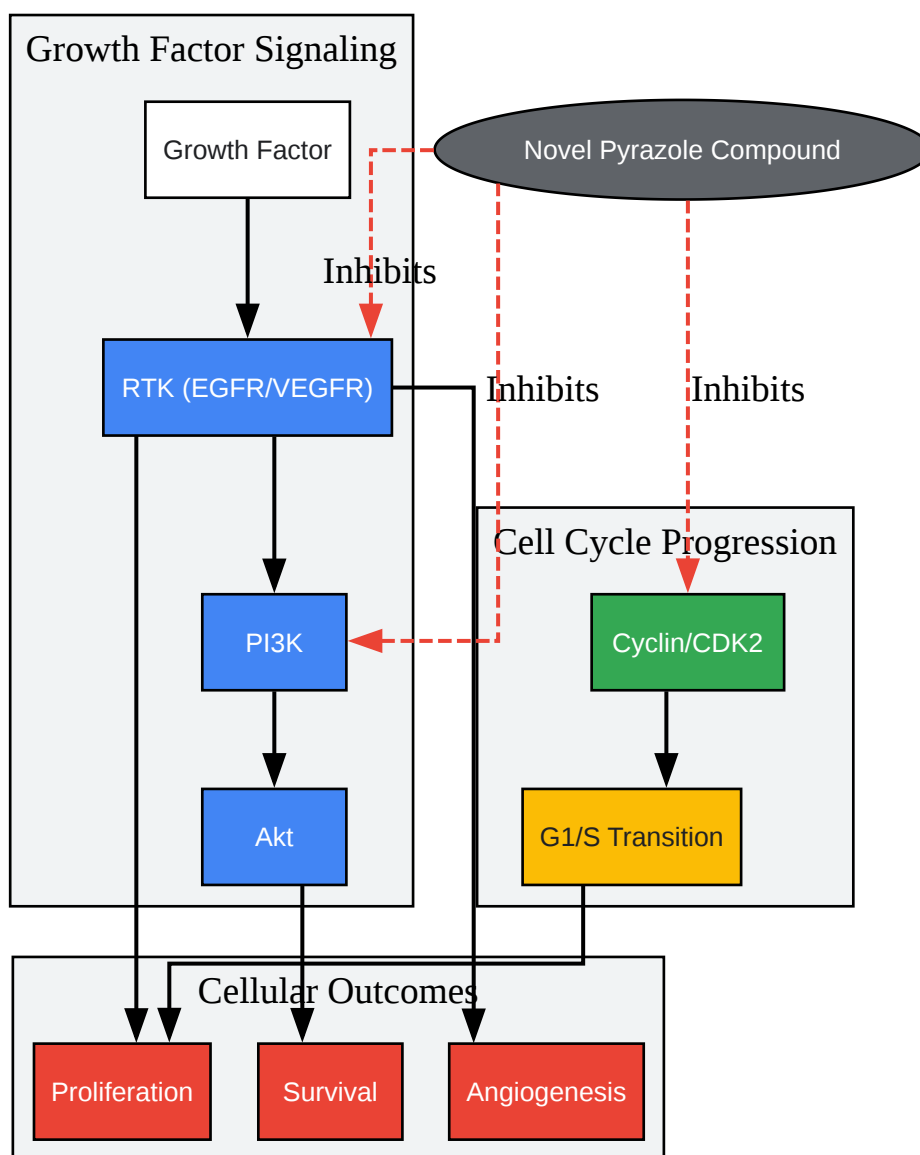 Growth Factor Signaling
Growth Factor
Novel Pyrazole Compound
Inhibits
RTK (EGFR/VEGFR)
Inhibits
Inhibits
Cell Cycle Progression
PI3K
Cyclin/CDK2
Akt
G1/S Transition
Cellular Outcomes
Proliferation
Survival
Angiogenesis